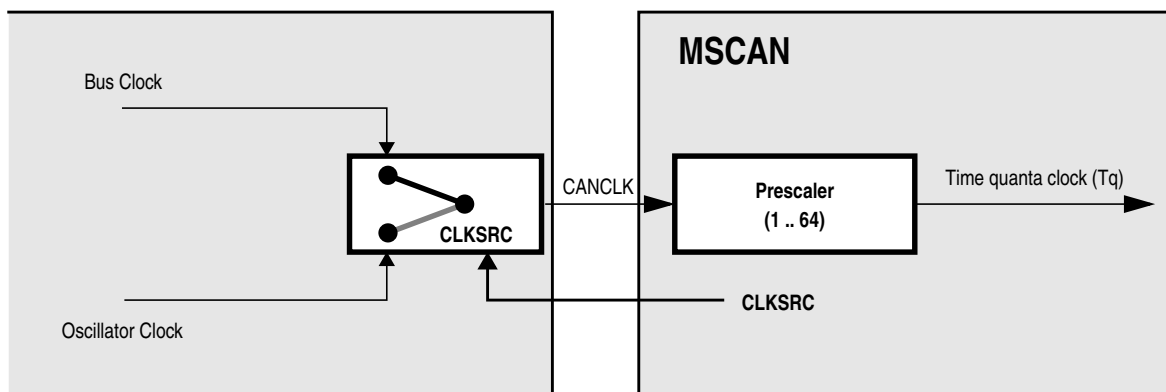 MSCAN
Bus Clock
CANCLK
Prescaler
(1 .. 64)
Time quanta clock (Tq)
CLKSRC
CLKSRC
Oscillator Clock